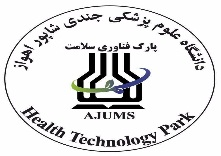 دانشگاه علوم پزشکی جندی شاپور اهواز
پارک فناوری سلامت
AJUMS
Health Technology Park